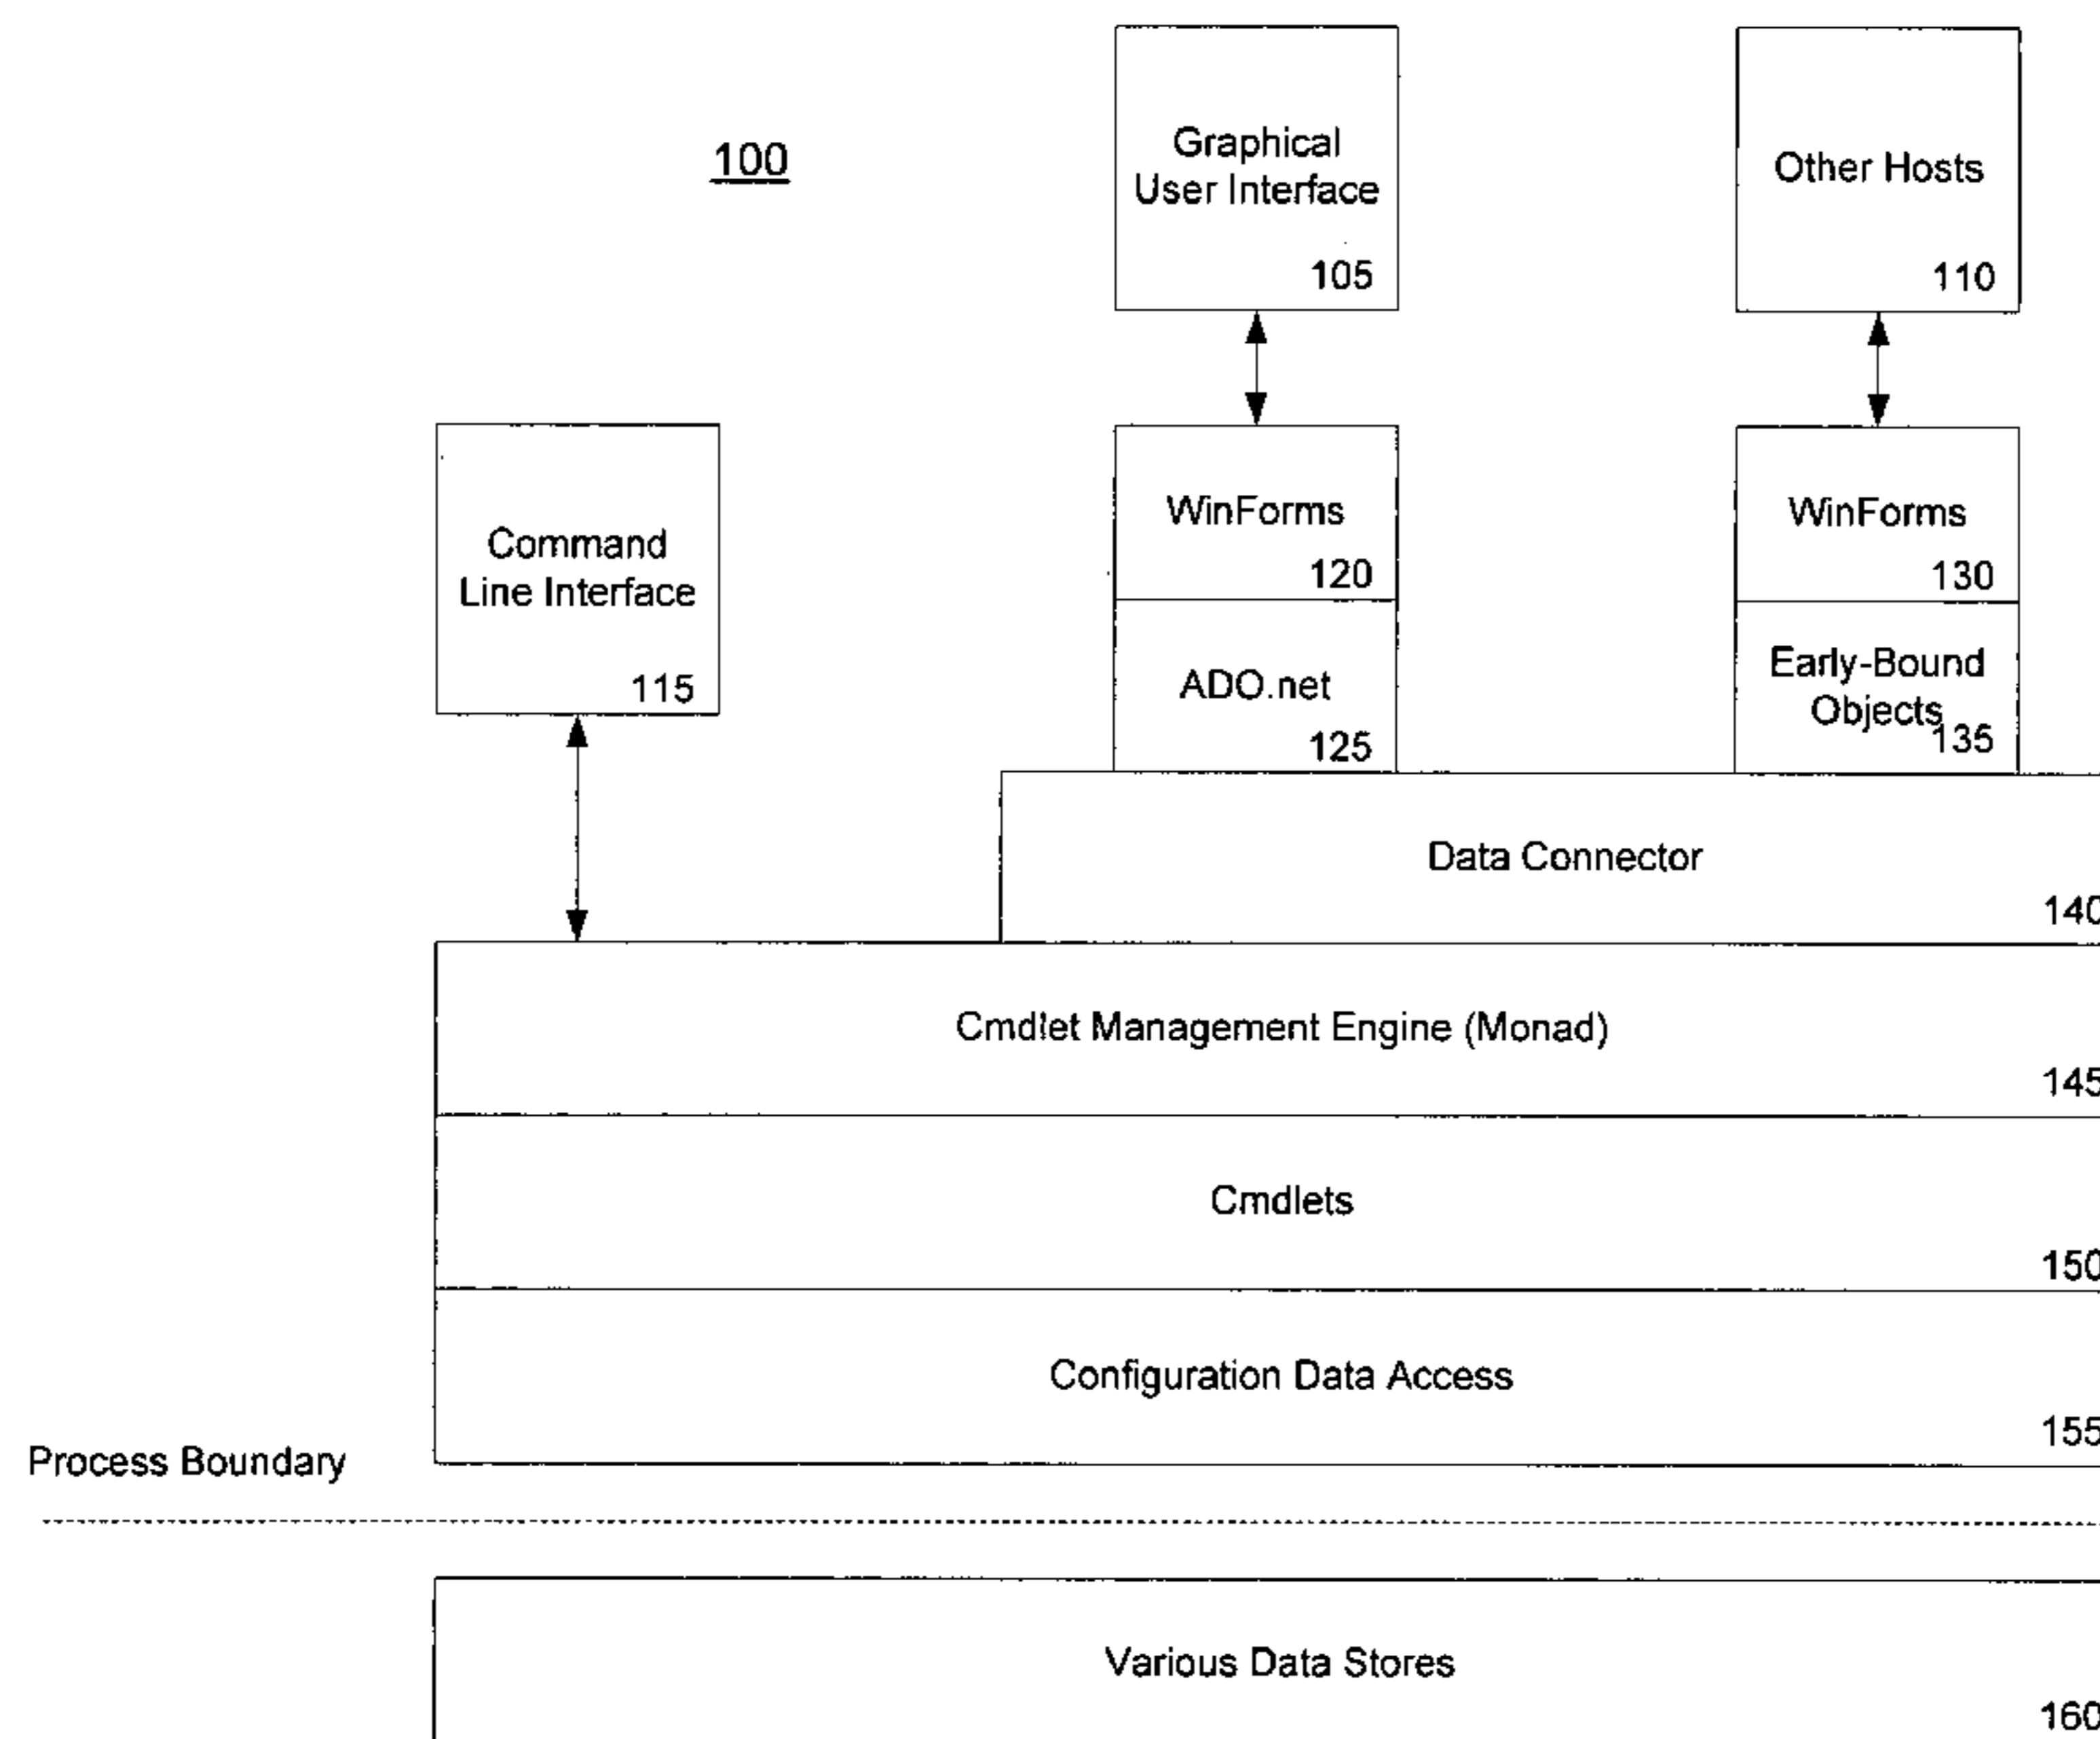 100
Graphical
User Interface
105
Other Hosts
110
Command
Line Interface
115
WinForms
120
ADO.net
125
WinForms
130
Early-Bound
Objects
135
Data Connector
140
Cmdlet Management Engine (Monad)
145
Cmdlets
150
Configuration Data Access
155
Process Boundary
Various Data Stores
160